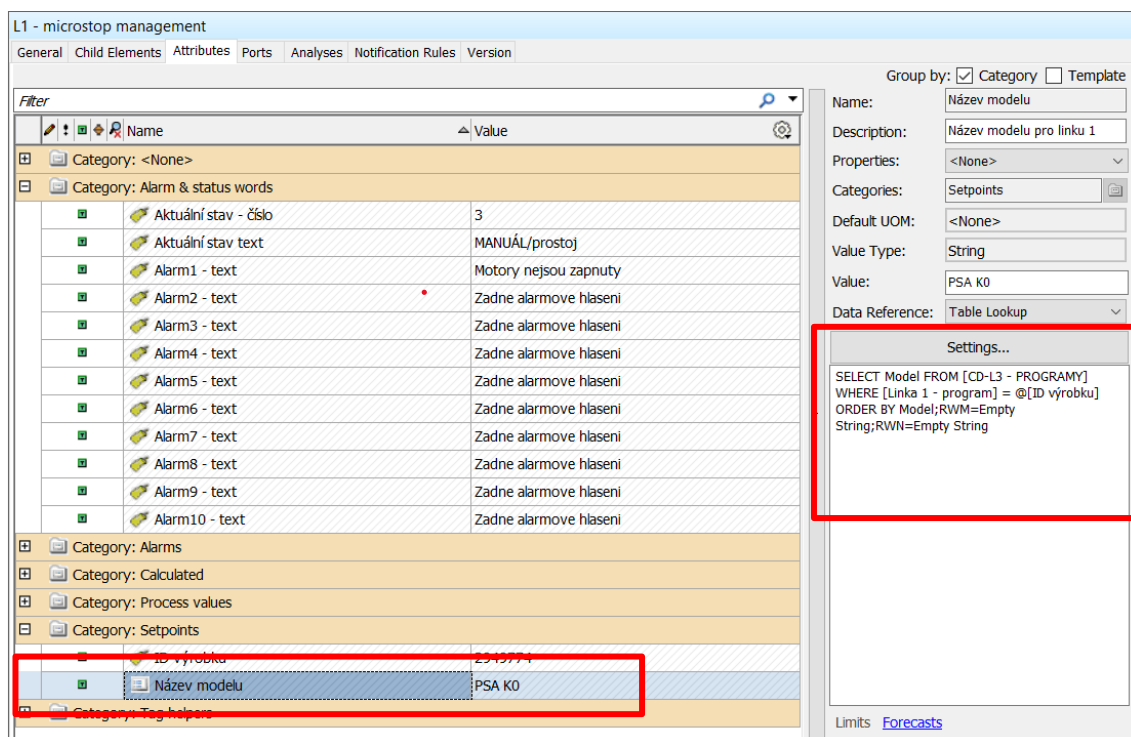 L1 - microstop management
General Child Elements Attributes Ports Analyses Notification Rules Version
Group by: Category Template
Filter
Name Value
Category: <None>
Category: Alarm & status words
Aktuální stav - číslo 3
Aktuální stav text MANUÁL/prostoj
Alarm1 - text Motory nejsou zapnuty
Alarm2 - text Zadne alarmove hlaseni
Alarm3 - text Zadne alarmove hlaseni
Alarm4 - text Zadne alarmove hlaseni
Alarm5 - text Zadne alarmove hlaseni
Alarm6 - text Zadne alarmove hlaseni
Alarm7 - text Zadne alarmove hlaseni
Alarm8 - text Zadne alarmove hlaseni
Alarm9 - text Zadne alarmove hlaseni
Alarm10 - text Zadne alarmove hlaseni
Category: Alarms
Category: Calculated
Category: Process values
Category: Setpoints
ID výrobku 2949774
Název modelu PSA K0
Category: Tag helpers
Name: Název modelu
Description: Název modelu pro linku 1
Properties: <None>
Categories: Setpoints
Default UOM: <None>
Value Type: String
Value: PSA K0
Data Reference: Table Lookup
Settings...
SELECT Model FROM [CD-L3 - PROGRAMY]
WHERE [Linka 1 - program] = @[ID výrobku]
ORDER BY Model;RWM=Empty
String;RWN=Empty String
Limits Forecasts